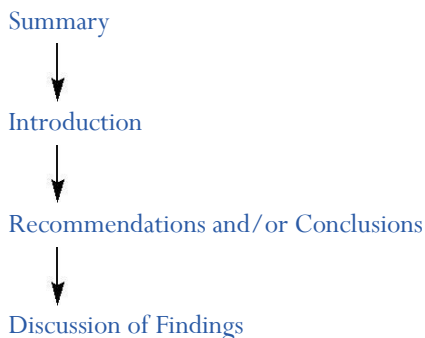 Summary
Introduction
Recommendations and/or Conclusions
Discussion of Findings